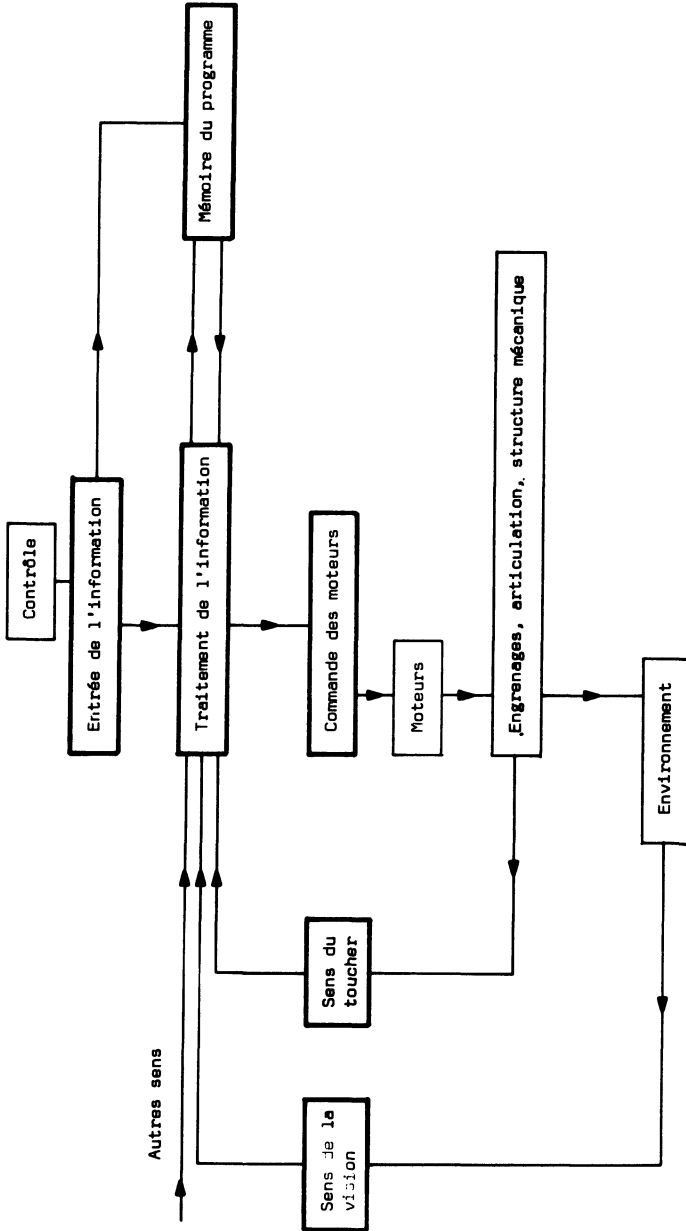 Contrôle
Entrée de l'information
Mémoire du programme
Autres sens
Traitement de l'information
Sens de la
vision
Sens du
toucher
Commande des moteurs
Moteurs
Engrenages, articulation, structure mécanique
Environnement